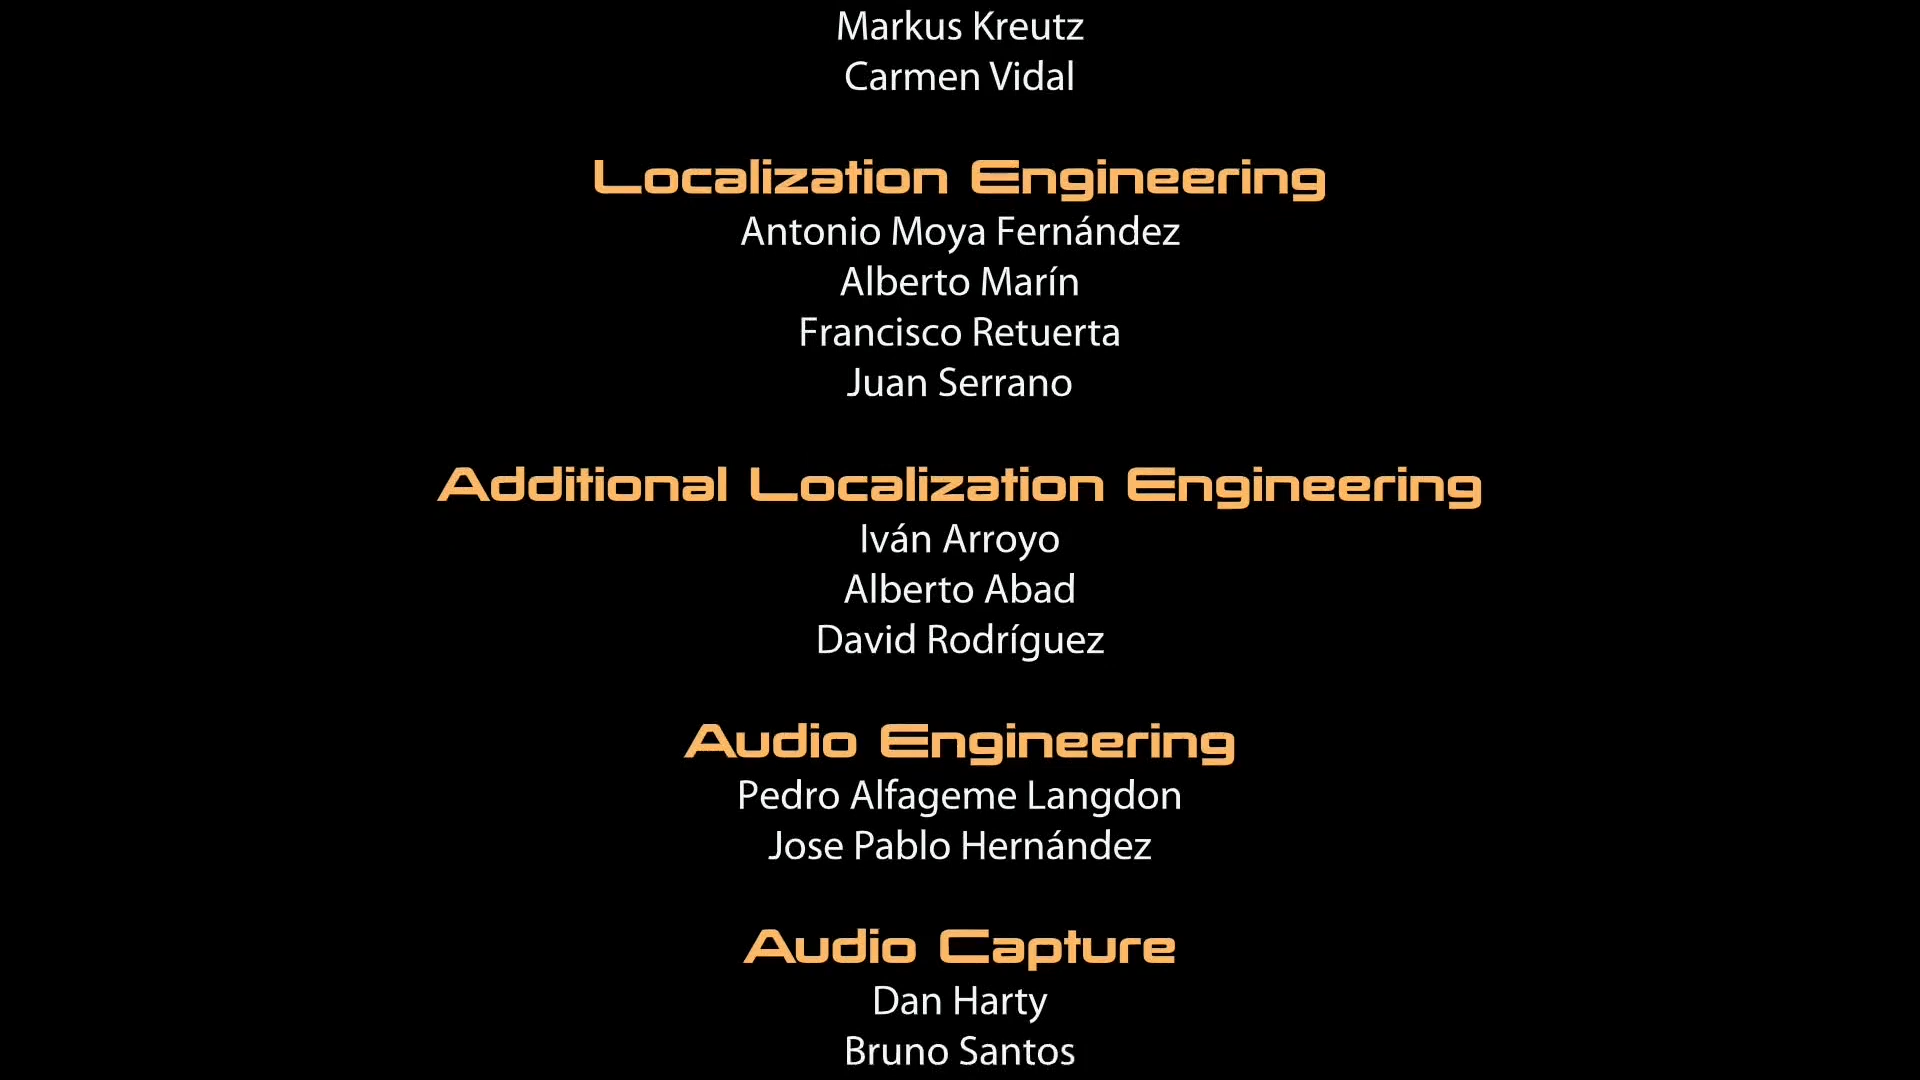 Markus Kreutz
Carmen Vidal
Localization Engineering
Antonio Moya Fernández
Alberto Marín
Francisco Retuerta
Juan Serrano
Additional Localization Engineering
Iván Arroyo
Alberto Abad
David Rodríguez
Audio Engineering
Pedro Alfageme Langdon
Jose Pablo Hernández
Audio Capture
Dan Harty
Bruno Santos